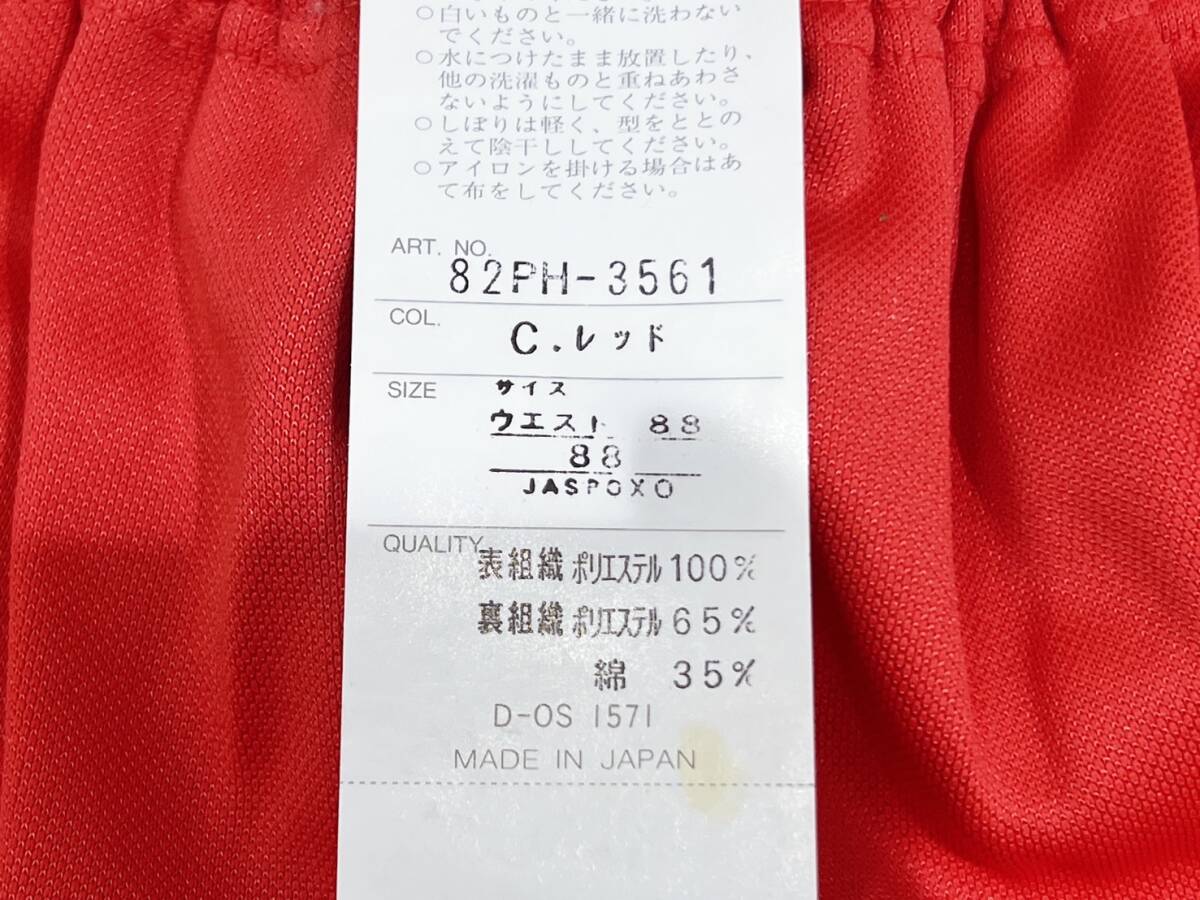 ○白いものと一緒に洗わない
でください。
○水につけたまま放置したり、
他の洗濯ものと重ねあわさ
ないようにしてください。
○しぼりは軽く、型をととの
えて陰干ししてください。
○アイロンを掛ける場合はあ
て布をしてください。
ART. NO.
82PH-3561
COL.
C.レッド
SIZE サイス
ウエスト 88
88
JASPOXO
QUALITY
表組織 ポリエステル 100%
裏組織 ポリエステル 65%
綿 35%
D-OS 1571
MADE IN JAPAN